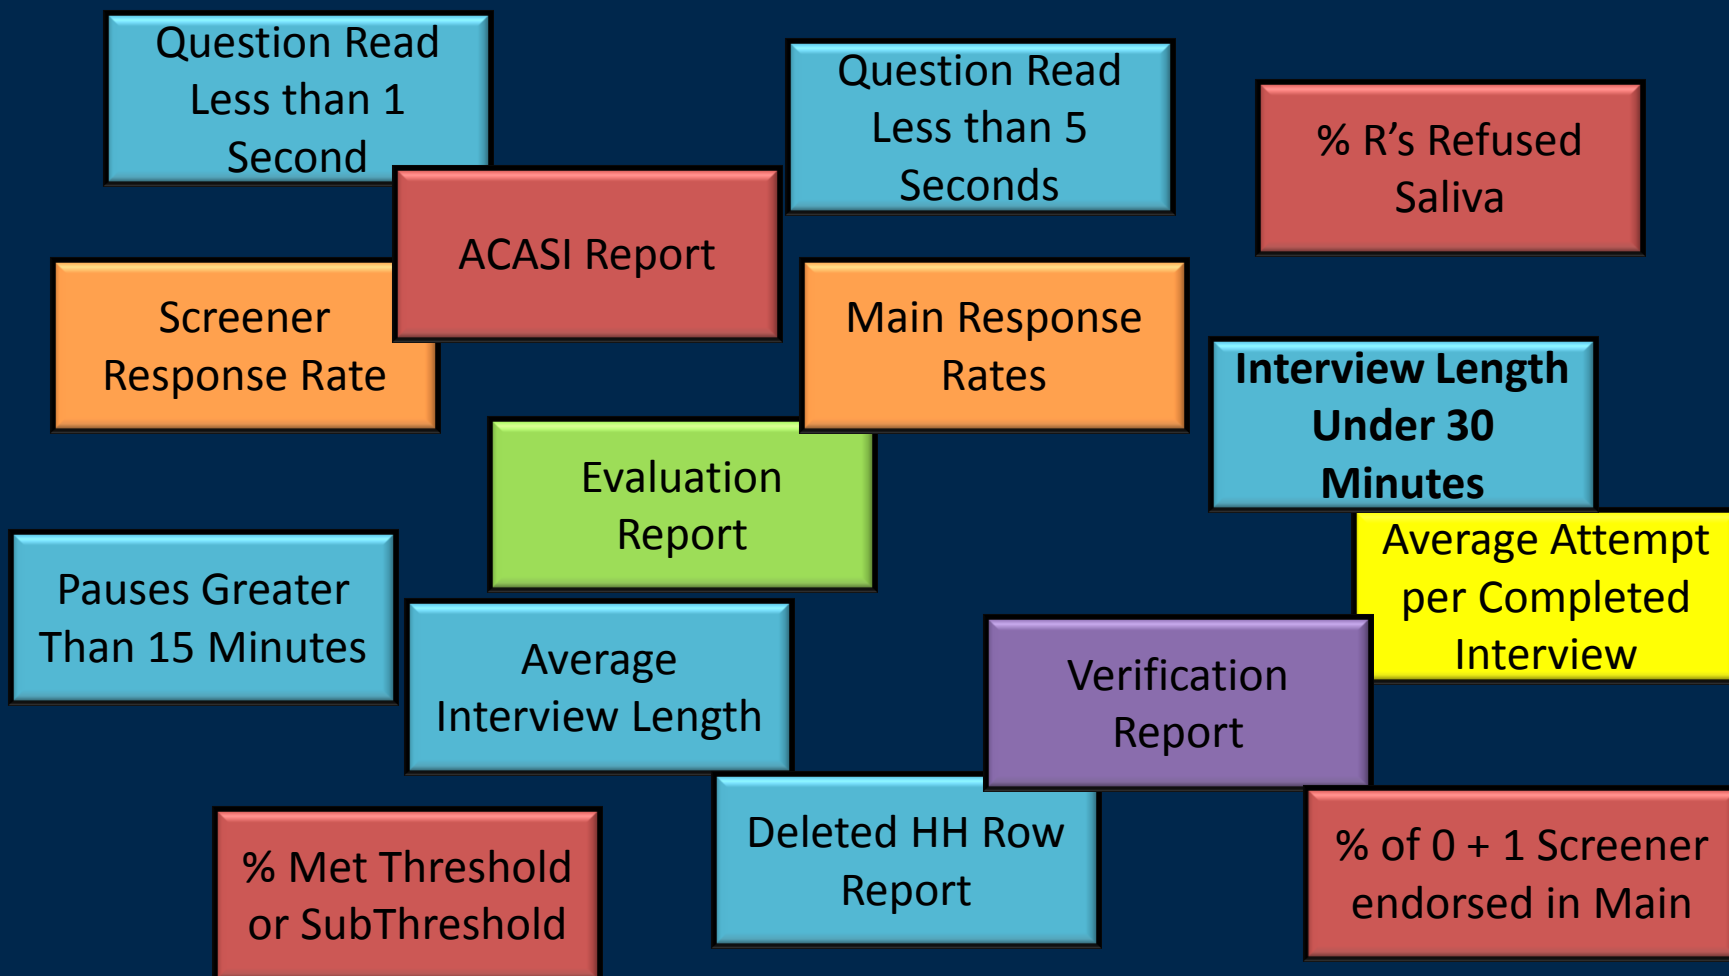 Question Read
Less than 1
Second
Question Read
Less than 5
Seconds
% R’s Refused
Saliva
ACASI Report
Screener
Response Rate
Main Response
Rates
Interview Length
Under 30
Minutes
Evaluation
Report
Average Attempt
per Completed
Interview
Pauses Greater
Than 15 Minutes
Average
Interview Length
Verification
Report
Deleted HH Row
Report
% Met Threshold
or SubThreshold
% of 0 + 1 Screener
endorsed in Main